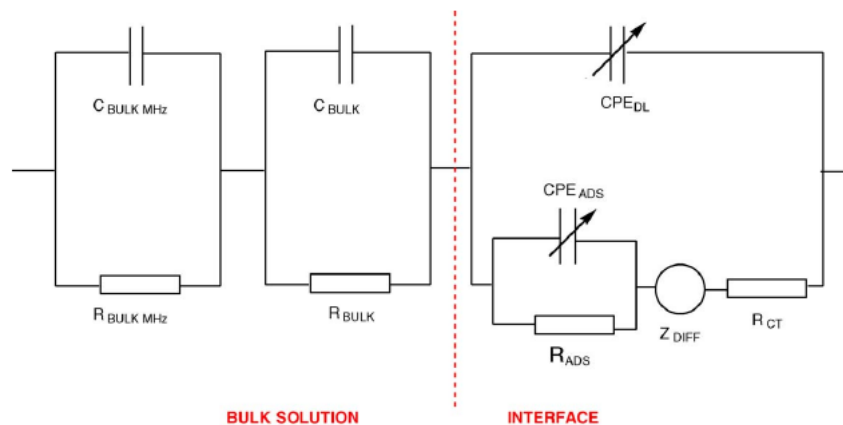 C BULK MHz
C BULK
CPE DL
CPE ADS
R BULK MHz
R BULK
R ADS
Z DIFF
R CT
BULK SOLUTION
INTERFACE